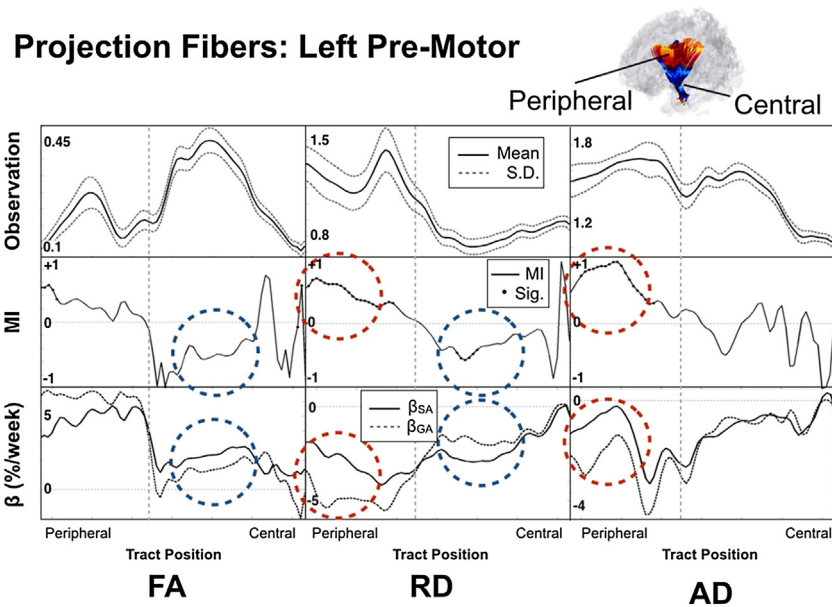 Projection Fibers: Left Pre-Motor
Peripheral
Central
Observation
0.45
0.1
1.5
0.8
Mean
S.D.
1.8
1.2
MI
+1
0
-1
+1
0
-1
MI
Sig.
+1
0
-1
β (%/week)
5
0
0
-5
βSA
βGA
0
-4
Peripheral Central
Peripheral Central
Peripheral Central
Tract Position
Tract Position
Tract Position
FA
RD
AD